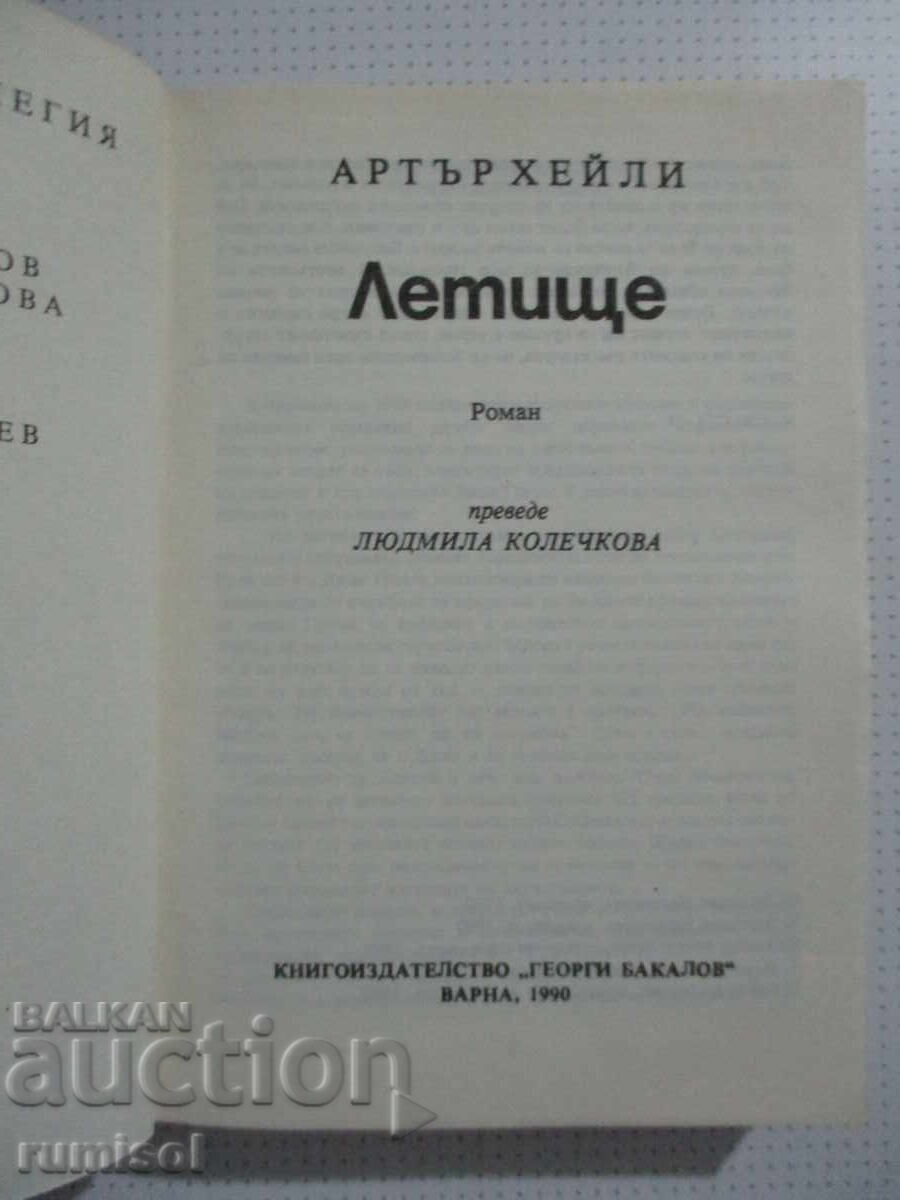 ЕГИЯ
ОВ
ОВА
ЕВ
АРТЪР ХЕЙЛИ
Летище
Роман
преведе
ЛЮДМИЛА КОЛЕЧКОВА
КНИГОИЗДАТЕЛСТВО „ГЕОРГИ БАКАЛОВ“
ВАРНА, 1990
BALKAN
auction
rumisol